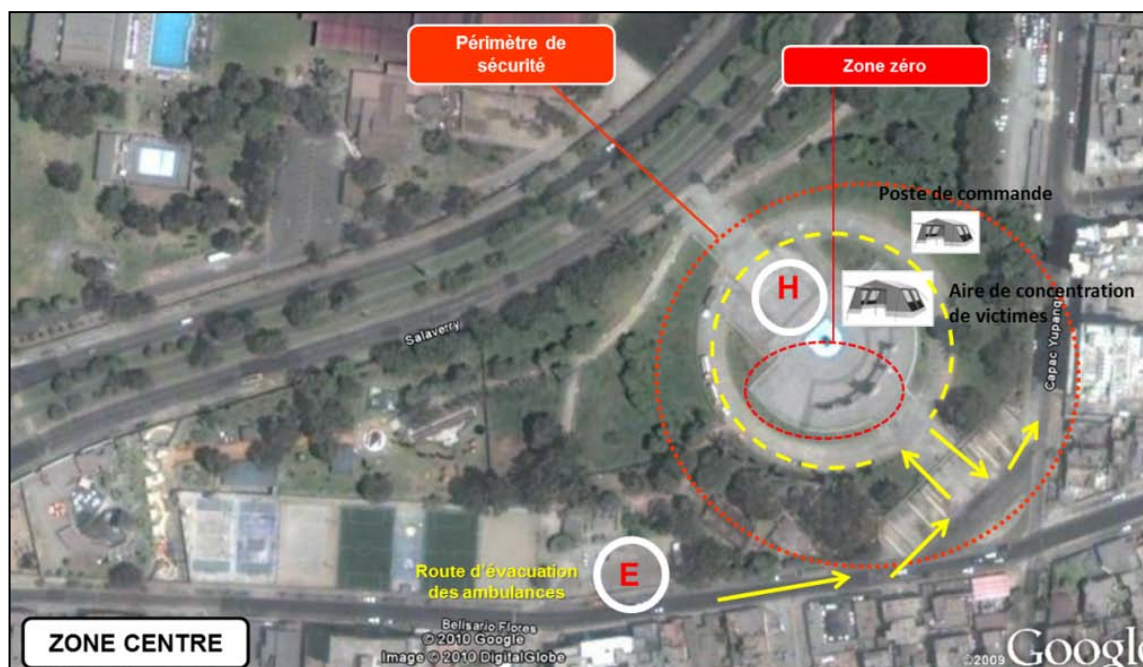 Périmètre de
sécurité
Zone zéro
Poste de commande
H
Aire de concentration
de victimes
Salaverry
Capac Yupanqui
E
Route d'évacuation
des ambulances
Belisario Flores
© 2010 Google
Image © 2010 DigitalGlobe
ZONE CENTRE
©2009 Googl